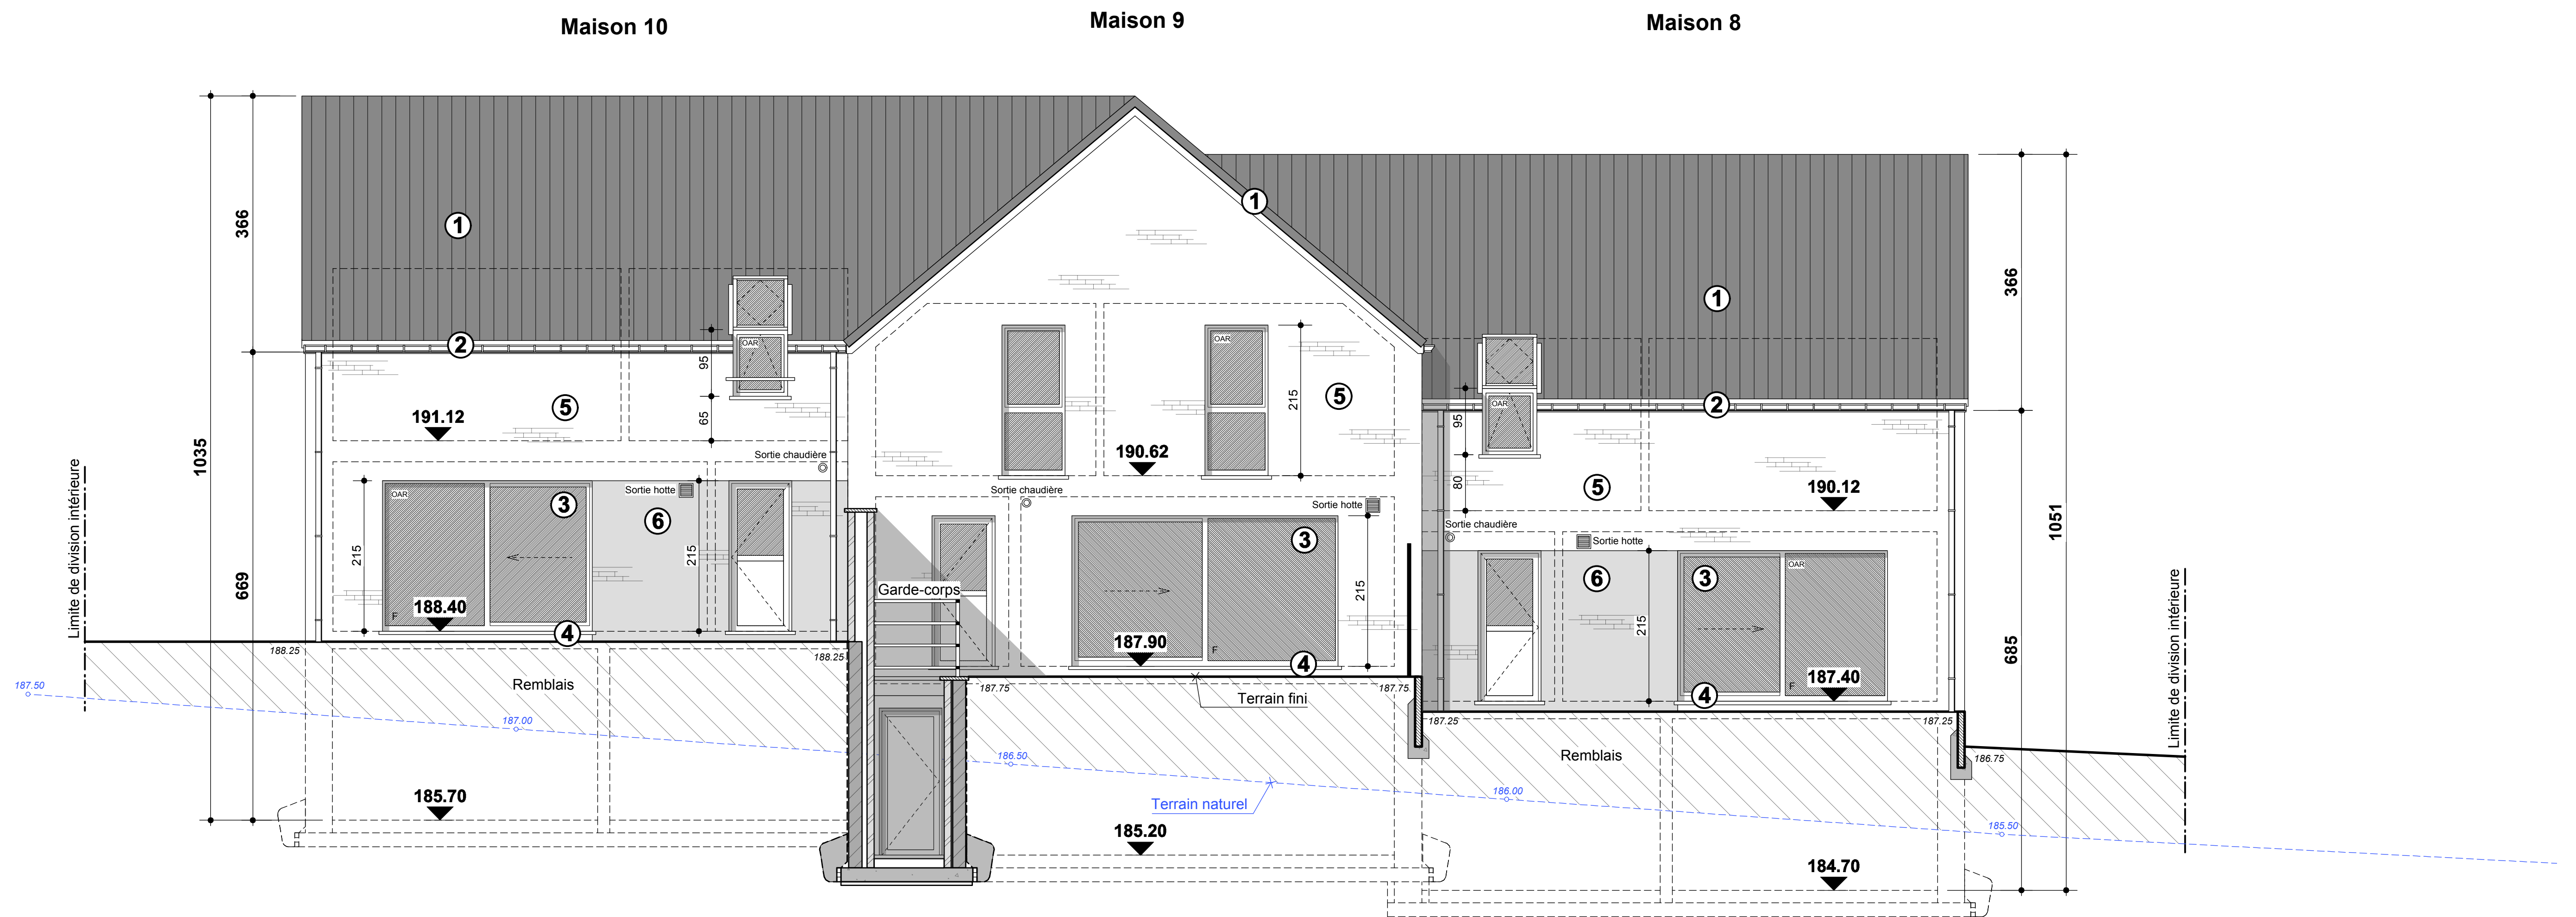 Maison 10
Maison 9
Maison 8
366
1035
669
Limite de division intérieure
1
2
OAR
95
65
5
191.12
Sortie chaudière
Sortie hotte
OAR
3
6
215
215
F
188.40
4
188.25
188.25
Remblais
187.50
187.00
185.70
1
OAR
215
5
190.62
Sortie chaudière
Sortie hotte
3
Garde-corps
215
187.90
F
4
187.75
187.75
Terrain fini
186.50
Terrain naturel
185.20
1
2
OAR
95
80
5
190.12
Sortie chaudière
Sortie hotte
6
3
OAR
215
F
187.40
4
187.25
187.25
Remblais
186.75
186.00
185.50
184.70
366
1051
685
Limite de division intérieure